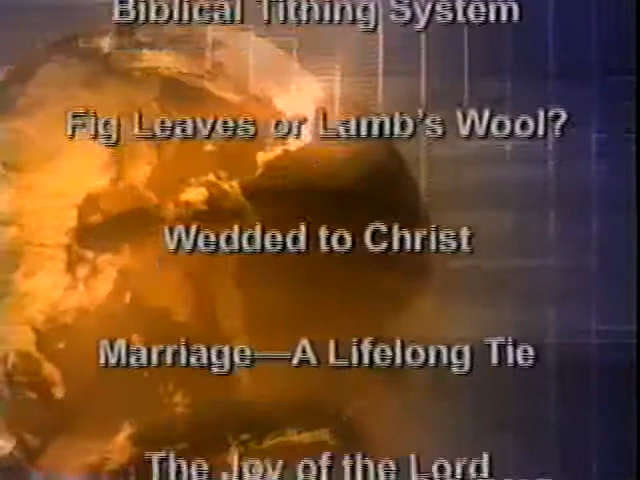 Biblical Tithing System
Fig Leaves or Lamb's Wool?
Wedded to Christ
Marriage—A Lifelong Tie
The Joy of the Lord